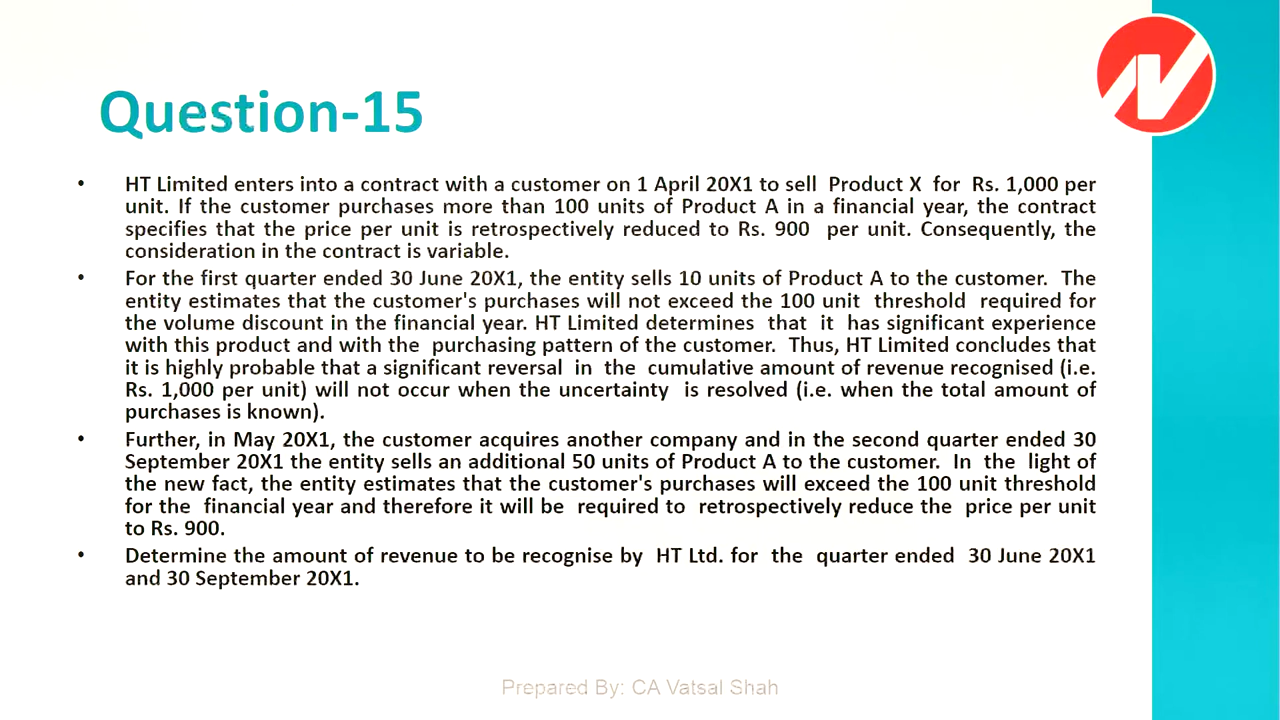 Question-15
• HT Limited enters into a contract with a customer on 1 April 20X1 to sell Product X for Rs. 1,000 per
unit. If the customer purchases more than 100 units of Product A in a financial year, the contract
specifies that the price per unit is retrospectively reduced to Rs. 900 per unit. Consequently, the
consideration in the contract is variable.
• For the first quarter ended 30 June 20X1, the entity sells 10 units of Product A to the customer. The
entity estimates that the customer's purchases will not exceed the 100 unit threshold required for
the volume discount in the financial year. HT Limited determines that it has significant experience
with this product and with the purchasing pattern of the customer. Thus, HT Limited concludes that
it is highly probable that a significant reversal in the cumulative amount of revenue recognised (i.e.
Rs. 1,000 per unit) will not occur when the uncertainty is resolved (i.e. when the total amount of
purchases is known).
• Further, in May 20X1, the customer acquires another company and in the second quarter ended 30
September 20X1 the entity sells an additional 50 units of Product A to the customer. In the light of
the new fact, the entity estimates that the customer's purchases will exceed the 100 unit threshold
for the financial year and therefore it will be required to retrospectively reduce the price per unit
to Rs. 900.
• Determine the amount of revenue to be recognise by HT Ltd. for the quarter ended 30 June 20X1
and 30 September 20X1.
Prepared By: CA Vatsal Shah